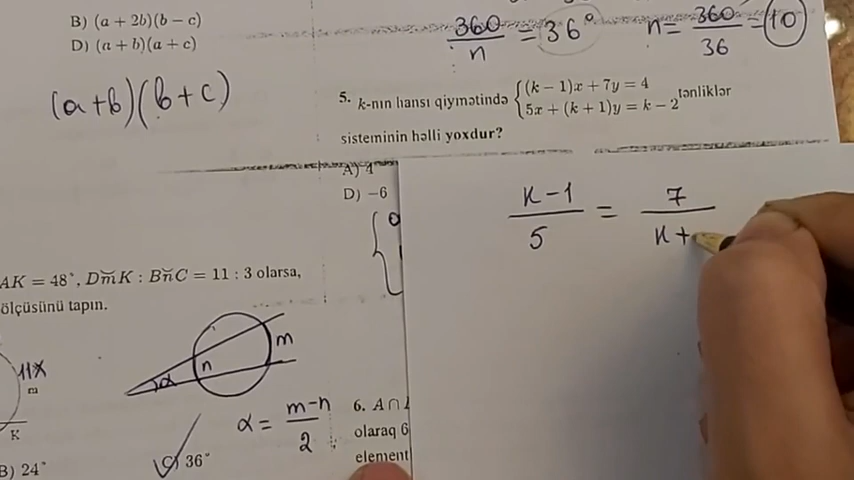 B) (a + 2b)(b − c)
D) (a + b)(a + c)
(a+b)(b+c)
360/n = 36°
n = 360/36 = 10
5. k-nın hansı qiymətində {(k − 1)x + 7y = 4
5x + (k + 1)y = k − 2 tənliklər
sisteminin həlli yoxdur?
A) 4
D) −6
k−1/5 = 7/k+
AK = 48°, DmK : BnC = 11 : 3 olarsa,
ölçüsünü tapın.
11x
m
K
α
n
m
α = m−n/2
B) 24°
C) 36°
6. A ∩
olaraq 6
element